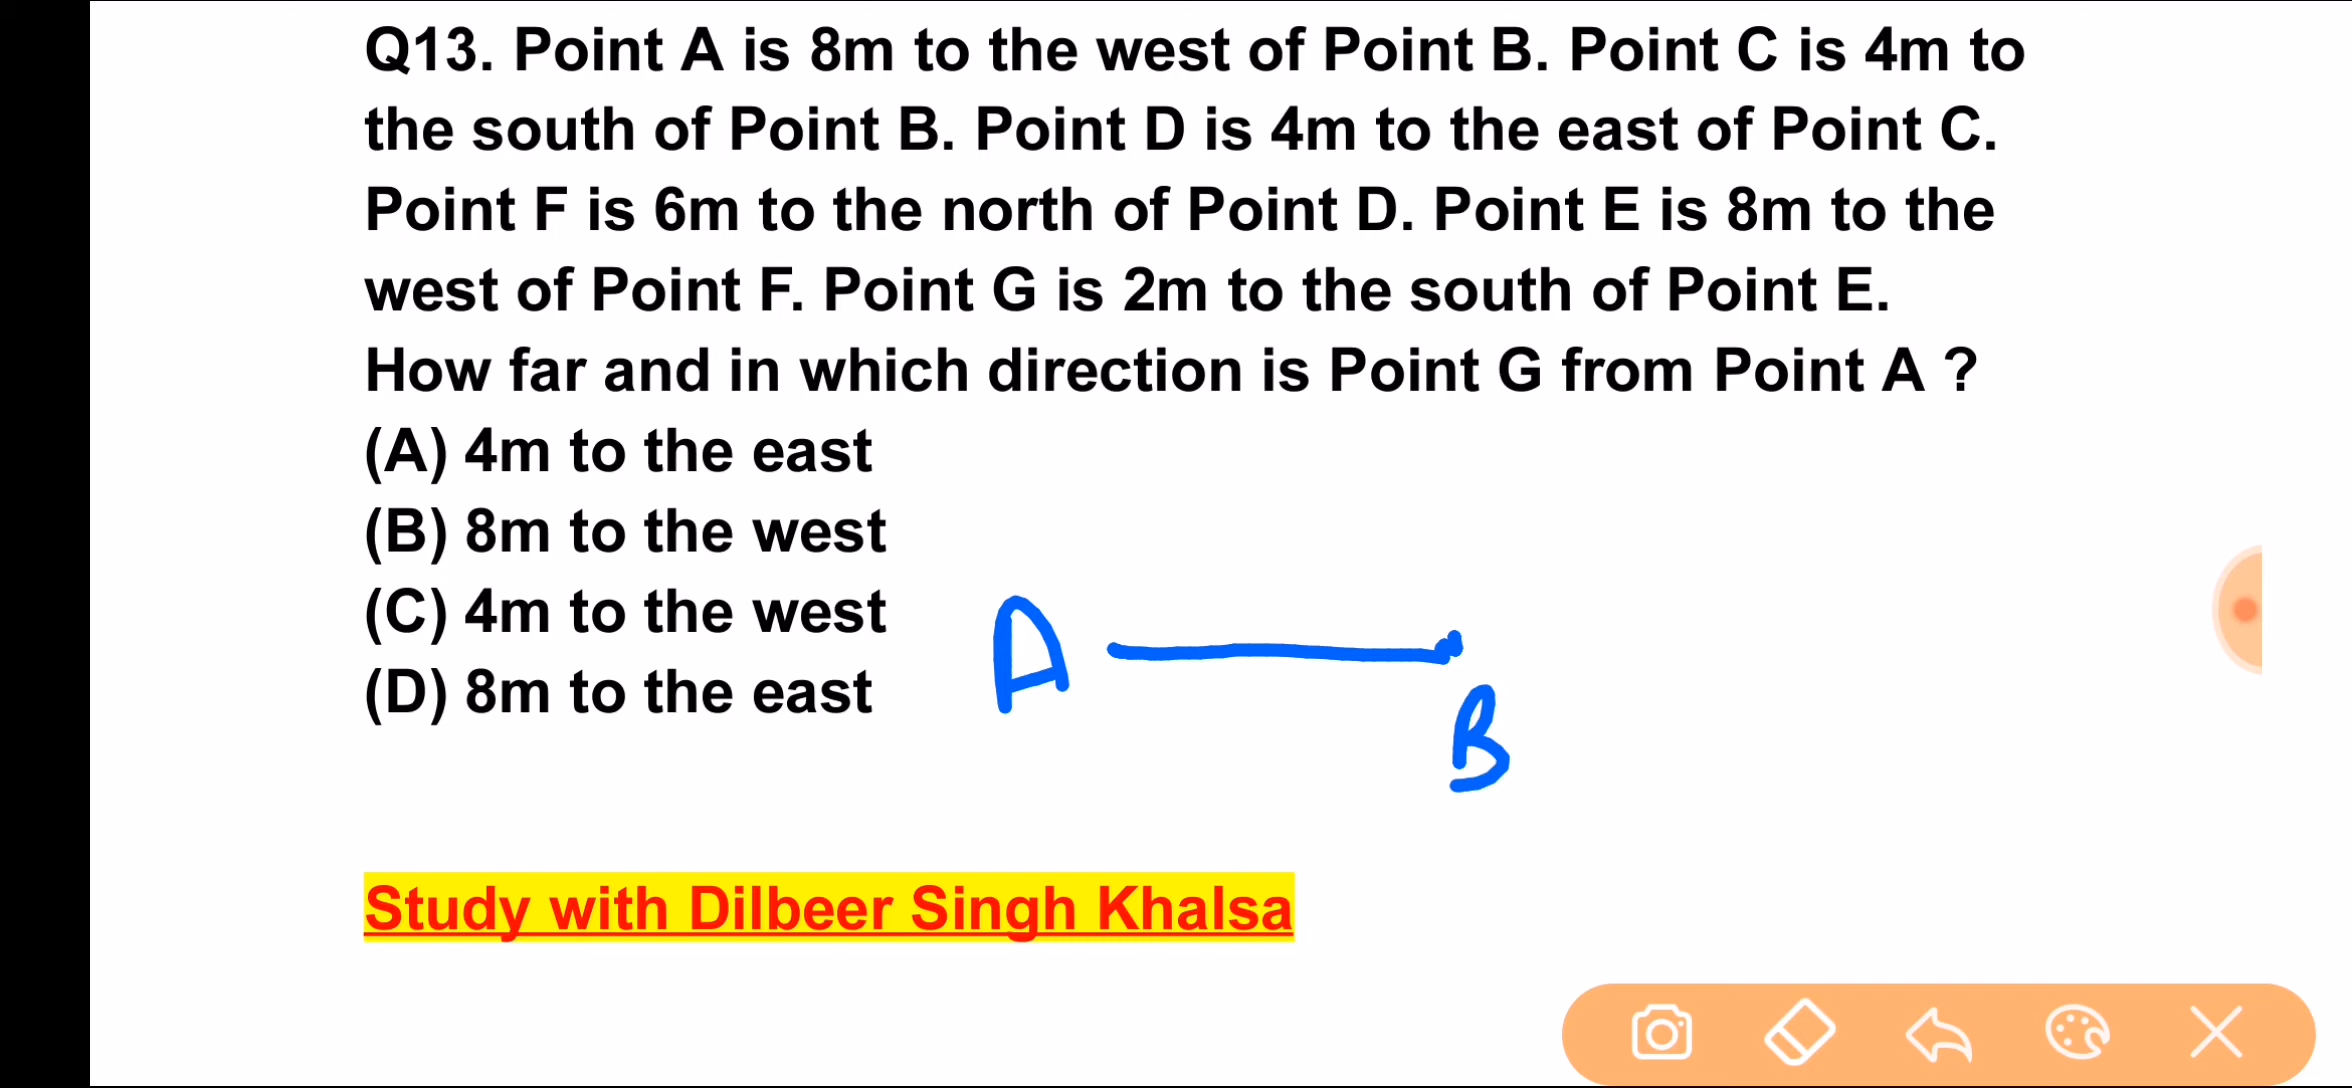 Q13. Point A is 8m to the west of Point B. Point C is 4m to
the south of Point B. Point D is 4m to the east of Point C.
Point F is 6m to the north of Point D. Point E is 8m to the
west of Point F. Point G is 2m to the south of Point E.
How far and in which direction is Point G from Point A ?
(A) 4m to the east
(B) 8m to the west
(C) 4m to the west
(D) 8m to the east
A
B
Study with Dilbeer Singh Khalsa